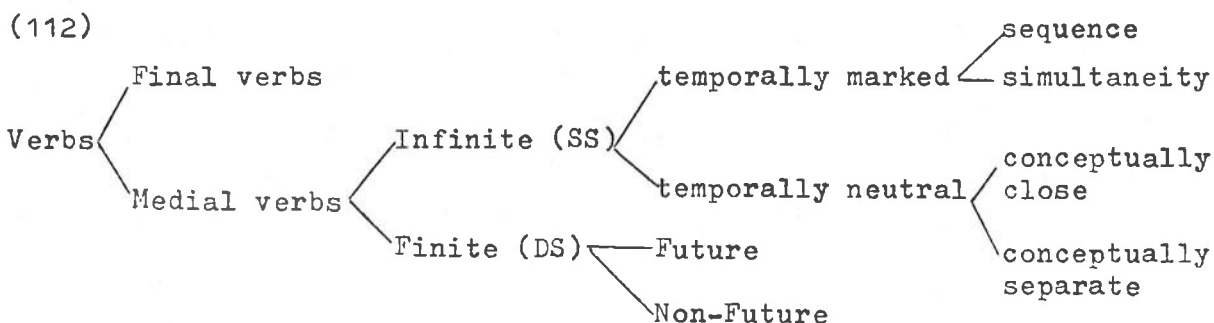 (112)
sequence
Final verbs temporally marked simultaneity
Verbs Infinite (SS) conceptually
close
Medial verbs temporally neutral
Finite (DS) Future conceptually
separate
Non-Future